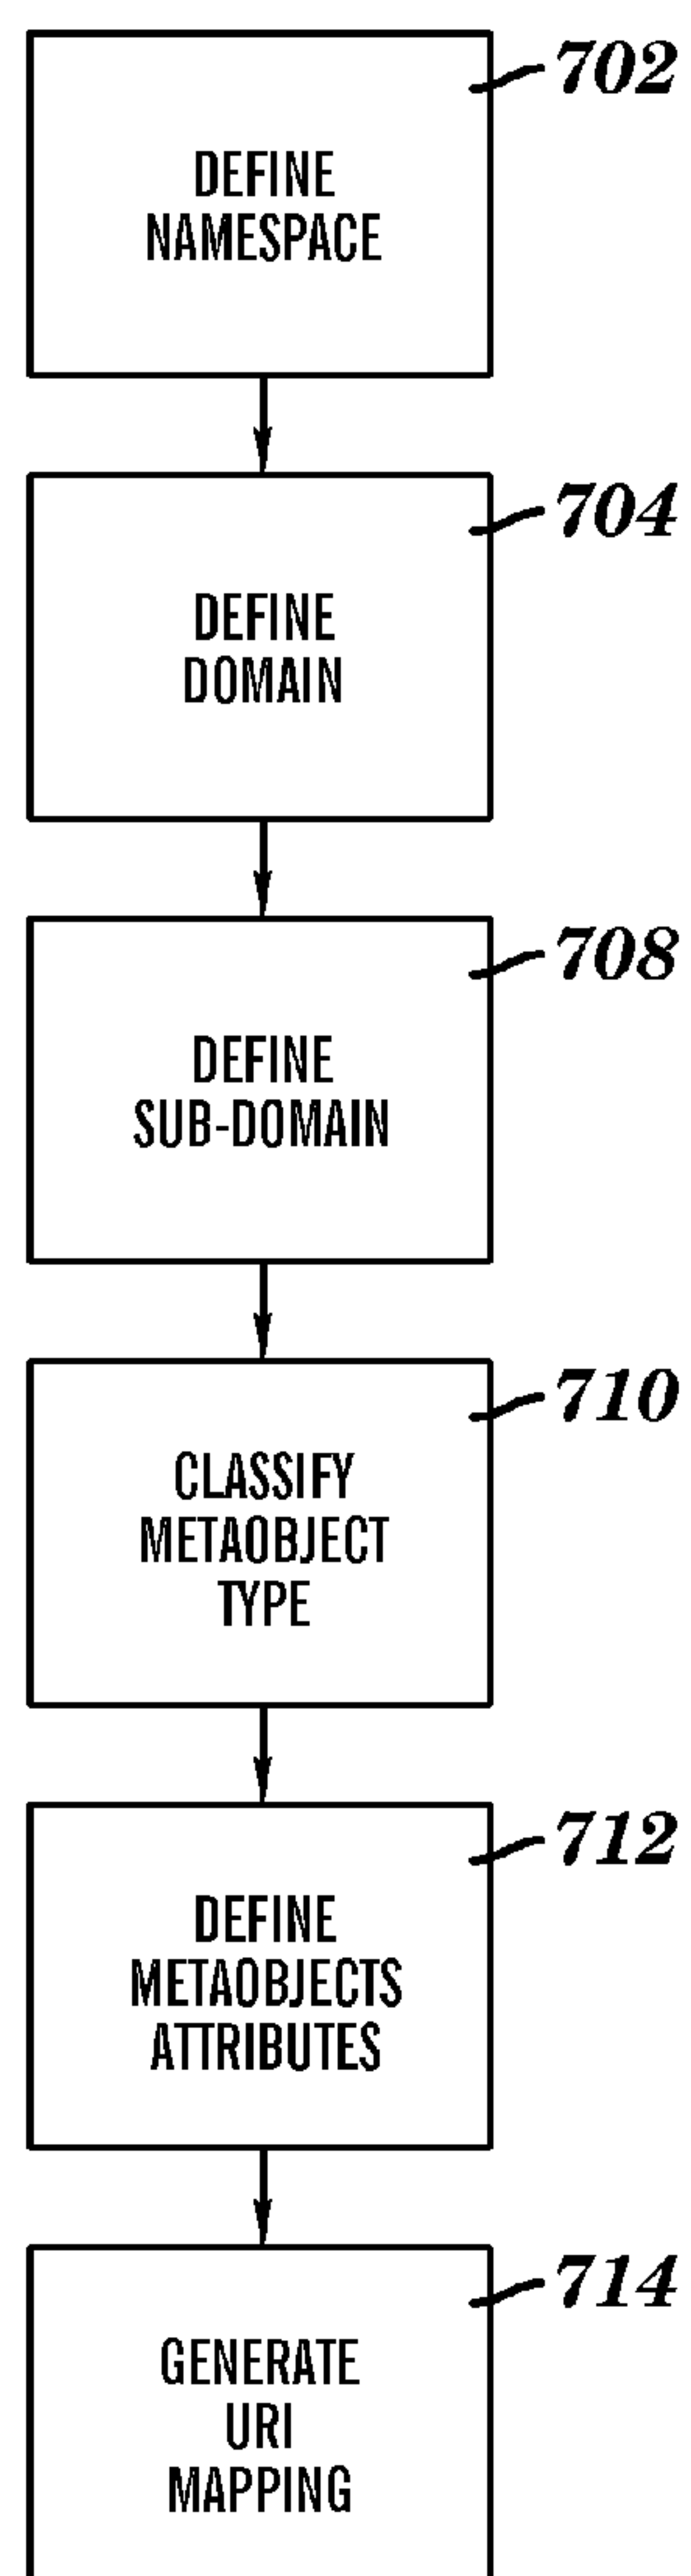 702
DEFINE
NAMESPACE
704
DEFINE
DOMAIN
708
DEFINE
SUB-DOMAIN
710
CLASSIFY
METAOBJECT
TYPE
712
DEFINE
METAOBJECTS
ATTRIBUTES
714
GENERATE
URI
MAPPING